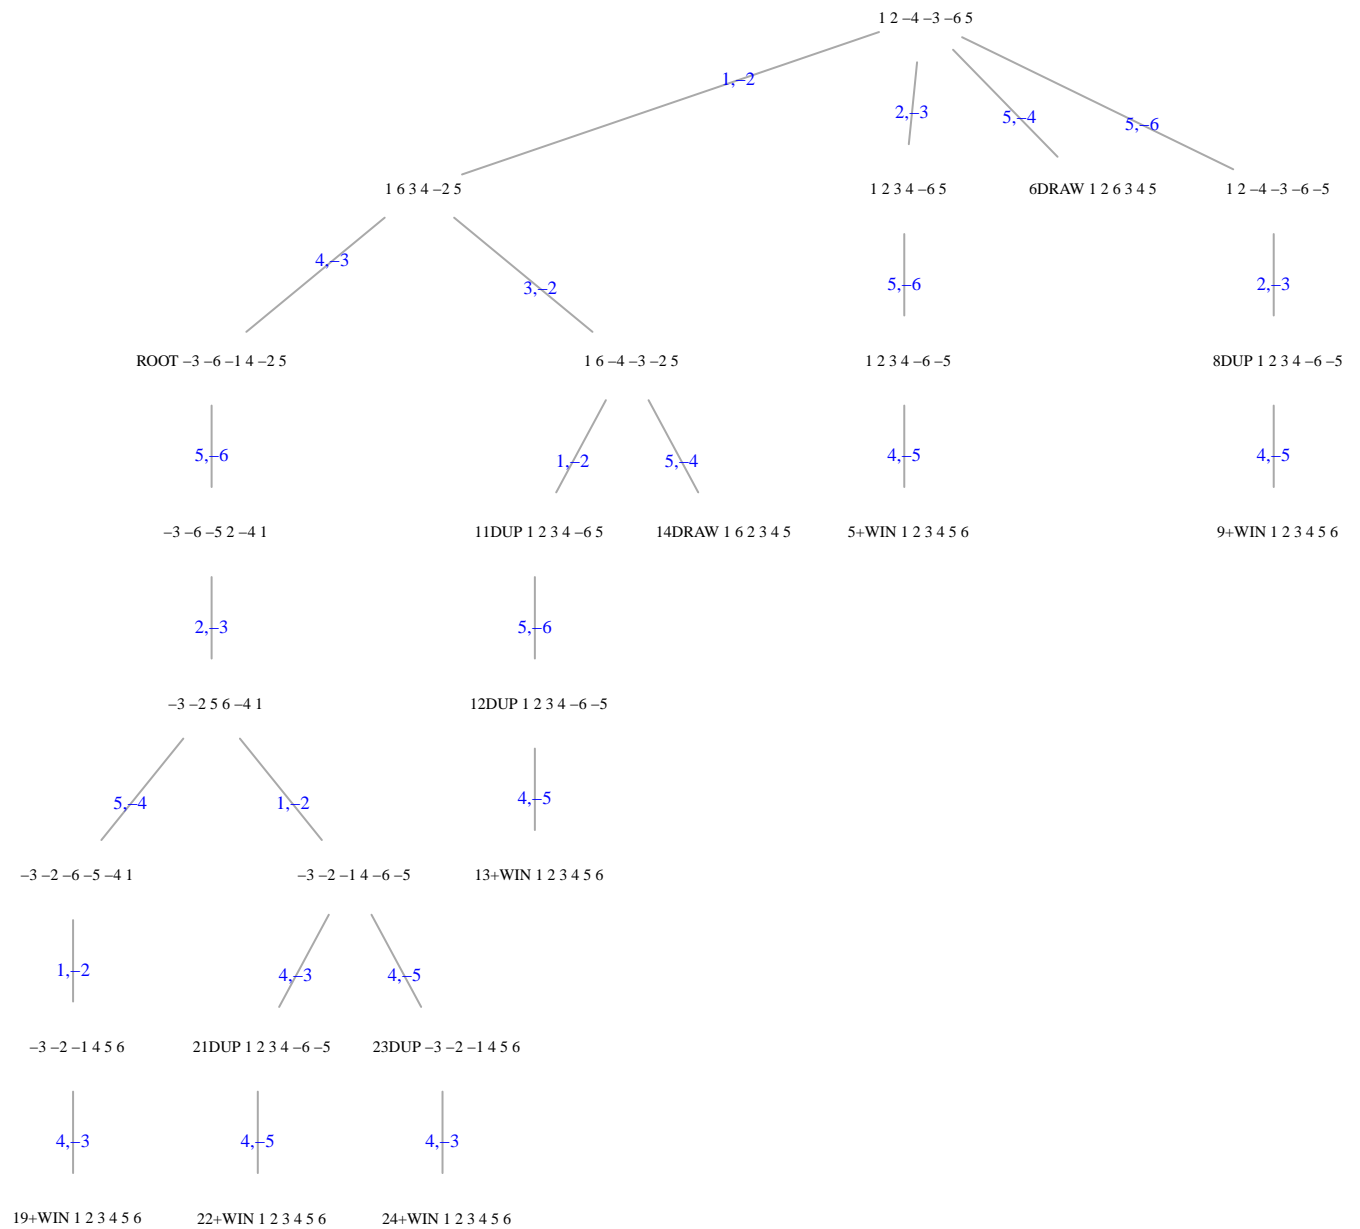 1 2 −4 −3 −6 5
1,−2
2,−3
5,−4
5,−6
1 6 3 4 −2 5
1 2 3 4 −6 5
6DRAW 1 2 6 3 4 5
1 2 −4 −3 −6 −5
4,−3
3,−2
5,−6
2,−3
ROOT −3 −6 −1 4 −2 5
1 6 −4 −3 −2 5
1 2 3 4 −6 −5
8DUP 1 2 3 4 −6 −5
5,−6
1,−2
5,−4
4,−5
4,−5
−3 −6 −5 2 −4 1
11DUP 1 2 3 4 −6 5
14DRAW 1 6 2 3 4 5
5+WIN 1 2 3 4 5 6
9+WIN 1 2 3 4 5 6
2,−3
5,−6
−3 −2 5 6 −4 1
12DUP 1 2 3 4 −6 −5
5,−4
1,−2
4,−5
−3 −2 −6 −5 −4 1
−3 −2 −1 4 −6 −5
13+WIN 1 2 3 4 5 6
1,−2
4,−3
4,−5
−3 −2 −1 4 5 6
21DUP 1 2 3 4 −6 −5
23DUP −3 −2 −1 4 5 6
4,−3
4,−5
4,−3
19+WIN 1 2 3 4 5 6
22+WIN 1 2 3 4 5 6
24+WIN 1 2 3 4 5 6